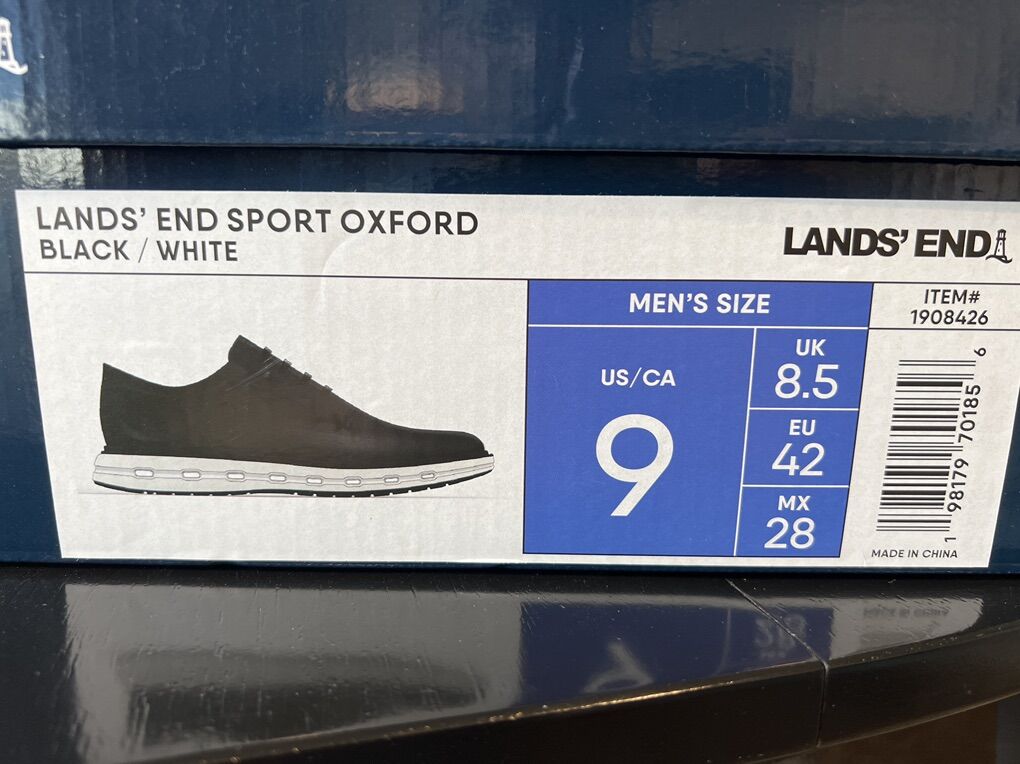 LANDS' END SPORT OXFORD
BLACK / WHITE
LANDS' END
MEN'S SIZE
US/CA
9
UK
8.5
EU
42
MX
28
ITEM#
1908426
1 98179 70185 6
MADE IN CHINA